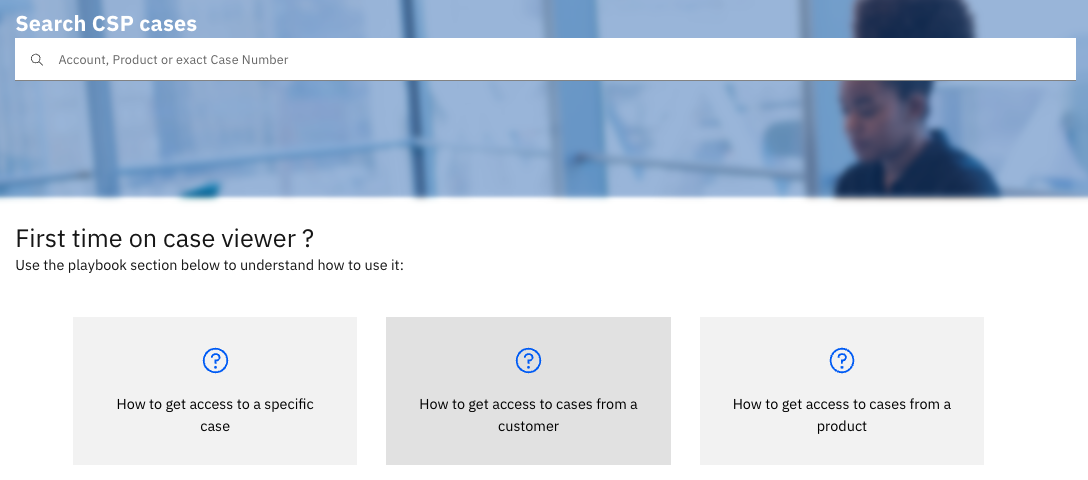 Search CSP cases
Account, Product or exact Case Number
First time on case viewer ?
Use the playbook section below to understand how to use it:
How to get access to a specific
case
How to get access to cases from a
customer
How to get access to cases from a
product